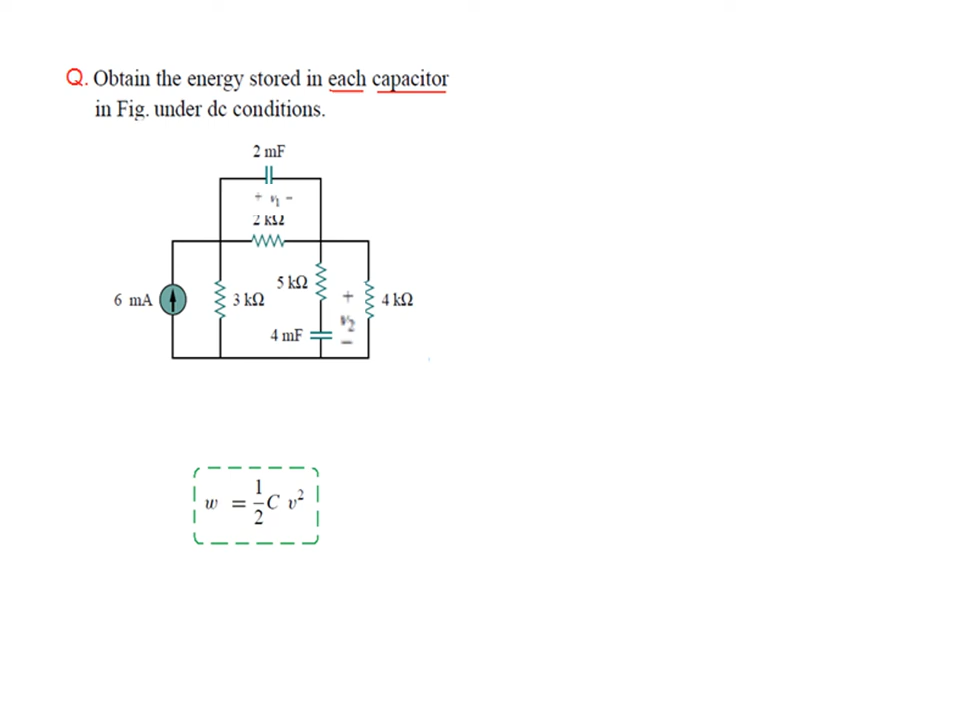 Q. Obtain the energy stored in each capacitor
in Fig. under dc conditions.
2 mF
+ v₁ −
2 kΩ
5 kΩ
6 mA
3 kΩ
+
4 kΩ
v₂
4 mF
−
w = 1/2 C v²